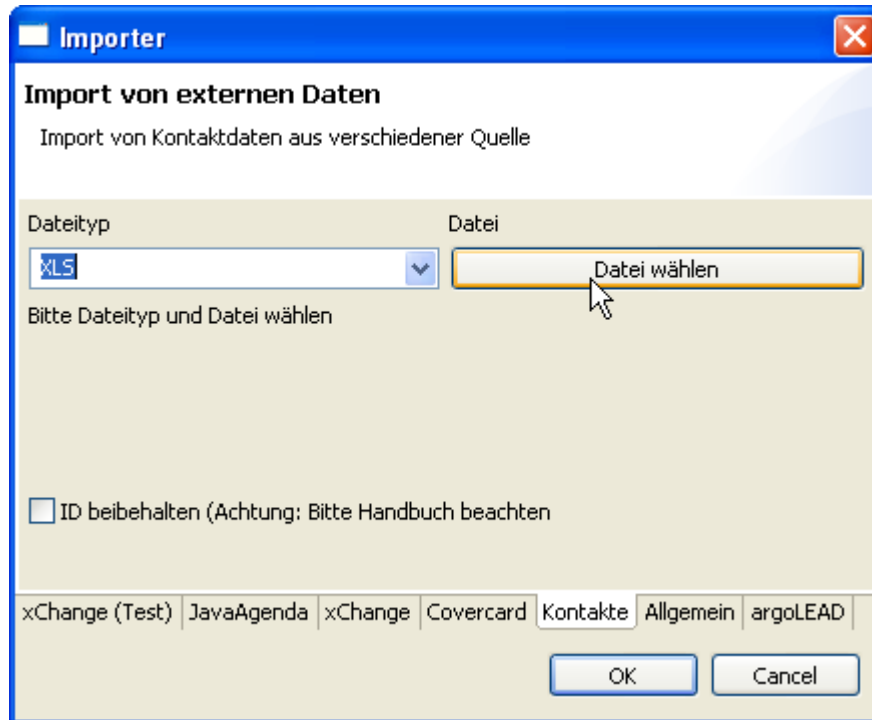 Importer
Import von externen Daten
Import von Kontaktdaten aus verschiedener Quelle
Dateityp Datei
XLS Datei wählen
Bitte Dateityp und Datei wählen
ID beibehalten (Achtung: Bitte Handbuch beachten
xChange (Test) JavaAgenda xChange Covercard Kontakte Allgemein argoLEAD
OK Cancel